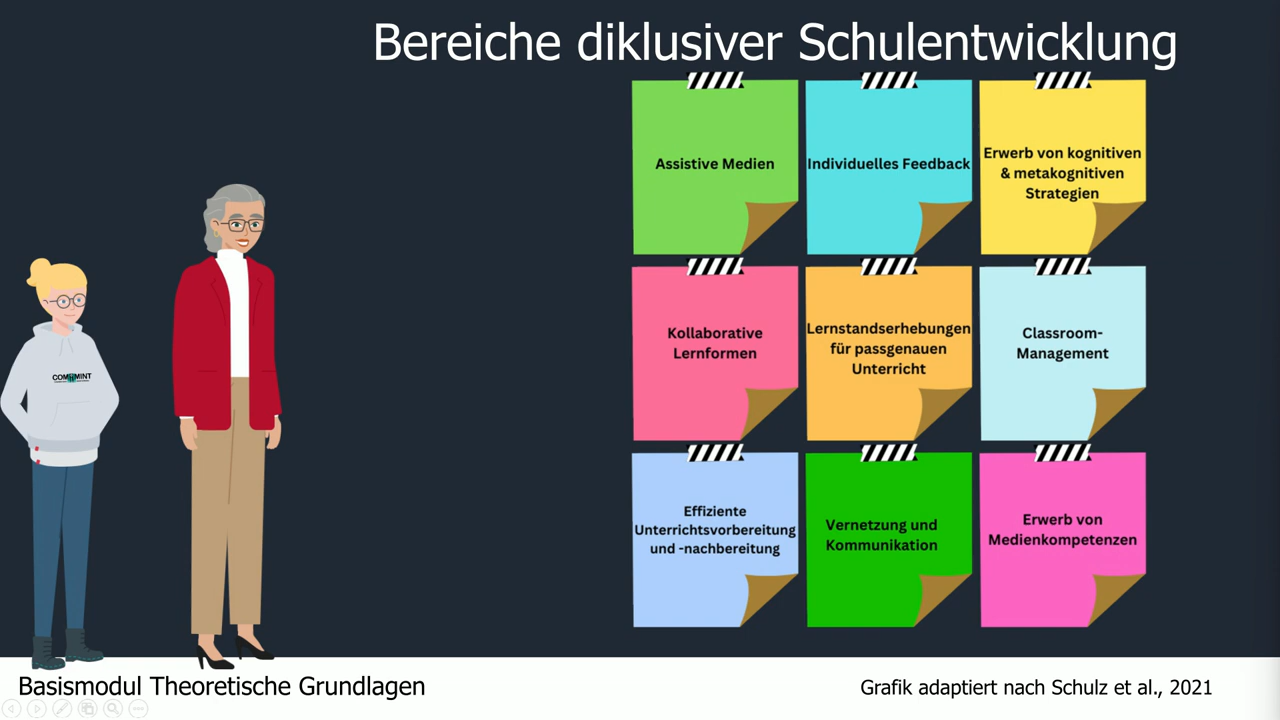 Bereiche diklusiver Schulentwicklung
Assistive Medien
Individuelles Feedback
Erwerb von kognitiven
& metakognitiven
Strategien
Kollaborative
Lernformen
Lernstandserhebungen
für passgenauen
Unterricht
Classroom-
Management
Effiziente
Unterrichtsvorbereitung
und -nachbereitung
Vernetzung und
Kommunikation
Erwerb von
Medienkompetenzen
COMeMINT
Basismodul Theoretische Grundlagen
Grafik adaptiert nach Schulz et al., 2021